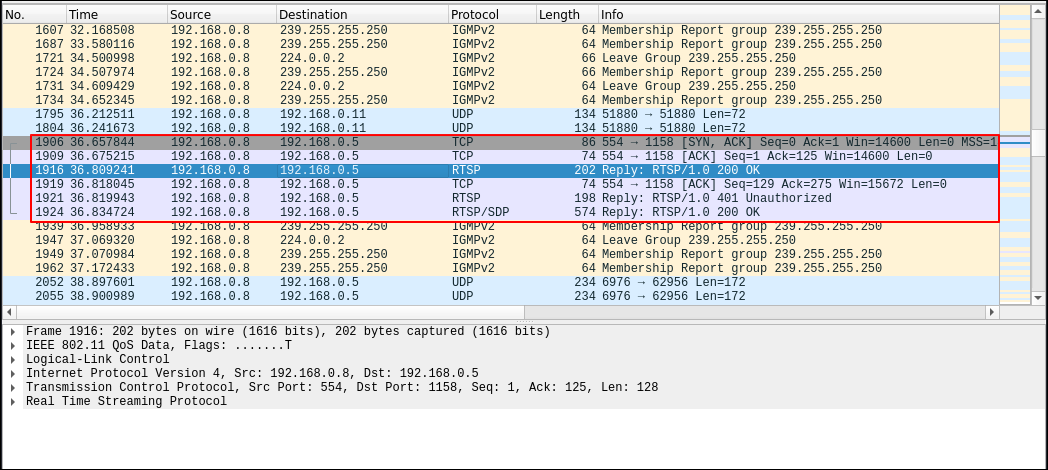 No. Time Source Destination Protocol Length Info
1607 32.168508 192.168.0.8 239.255.255.250 IGMPv2 64 Membership Report group 239.255.255.250
1687 33.580116 192.168.0.8 239.255.255.250 IGMPv2 64 Membership Report group 239.255.255.250
1721 34.500998 192.168.0.8 224.0.0.2 IGMPv2 66 Leave Group 239.255.255.250
1724 34.507974 192.168.0.8 239.255.255.250 IGMPv2 66 Membership Report group 239.255.255.250
1731 34.609429 192.168.0.8 224.0.0.2 IGMPv2 64 Leave Group 239.255.255.250
1734 34.652345 192.168.0.8 239.255.255.250 IGMPv2 64 Membership Report group 239.255.255.250
1795 36.212511 192.168.0.8 192.168.0.11 UDP 134 51880 → 51880 Len=72
1804 36.241673 192.168.0.8 192.168.0.11 UDP 134 51880 → 51880 Len=72
1906 36.657844 192.168.0.8 192.168.0.5 TCP 86 554 → 1158 [SYN, ACK] Seq=0 Ack=1 Win=14600 Len=0 MSS=1
1909 36.675215 192.168.0.8 192.168.0.5 TCP 74 554 → 1158 [ACK] Seq=1 Ack=125 Win=14600 Len=0
1916 36.809241 192.168.0.8 192.168.0.5 RTSP 202 Reply: RTSP/1.0 200 OK
1919 36.818045 192.168.0.8 192.168.0.5 TCP 74 554 → 1158 [ACK] Seq=129 Ack=275 Win=15672 Len=0
1921 36.819943 192.168.0.8 192.168.0.5 RTSP 198 Reply: RTSP/1.0 401 Unauthorized
1924 36.834724 192.168.0.8 192.168.0.5 RTSP/SDP 574 Reply: RTSP/1.0 200 OK
1939 36.958933 192.168.0.8 239.255.255.250 IGMPv2 64 Membership Report group 239.255.255.250
1947 37.069320 192.168.0.8 224.0.0.2 IGMPv2 64 Leave Group 239.255.255.250
1949 37.070984 192.168.0.8 239.255.255.250 IGMPv2 64 Membership Report group 239.255.255.250
1962 37.172433 192.168.0.8 239.255.255.250 IGMPv2 64 Membership Report group 239.255.255.250
2052 38.897601 192.168.0.8 192.168.0.5 UDP 234 6976 → 62956 Len=172
2055 38.900989 192.168.0.8 192.168.0.5 UDP 234 6976 → 62956 Len=172
Frame 1916: 202 bytes on wire (1616 bits), 202 bytes captured (1616 bits)
IEEE 802.11 QoS Data, Flags: .......T
Logical-Link Control
Internet Protocol Version 4, Src: 192.168.0.8, Dst: 192.168.0.5
Transmission Control Protocol, Src Port: 554, Dst Port: 1158, Seq: 1, Ack: 125, Len: 128
Real Time Streaming Protocol